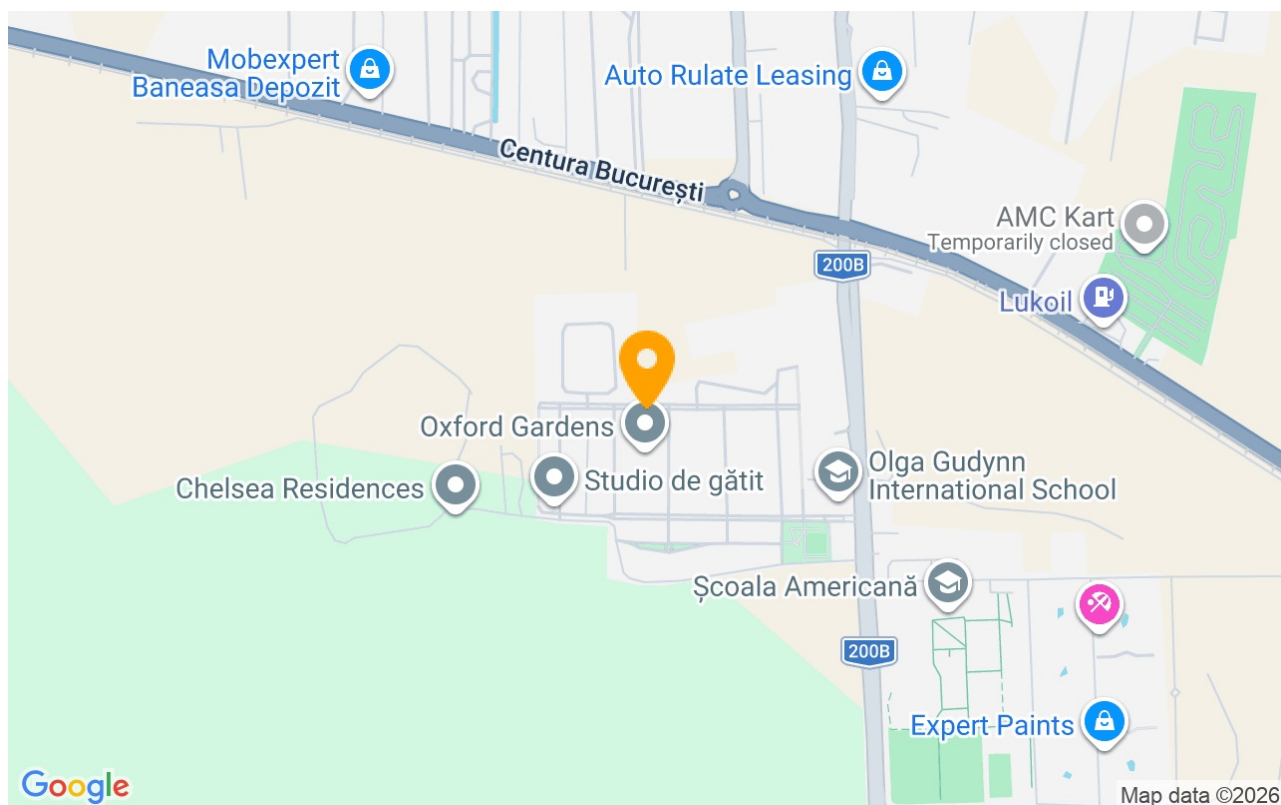 Mobexpert
Baneasa Depozit
Auto Rulate Leasing
Centura București
AMC Kart
Temporarily closed
200B
Lukoil
Oxford Gardens
Olga Gudynn
International School
Studio de gătit
Chelsea Residences
Școala Americană
200B
Expert Paints
Google
Map data ©2026